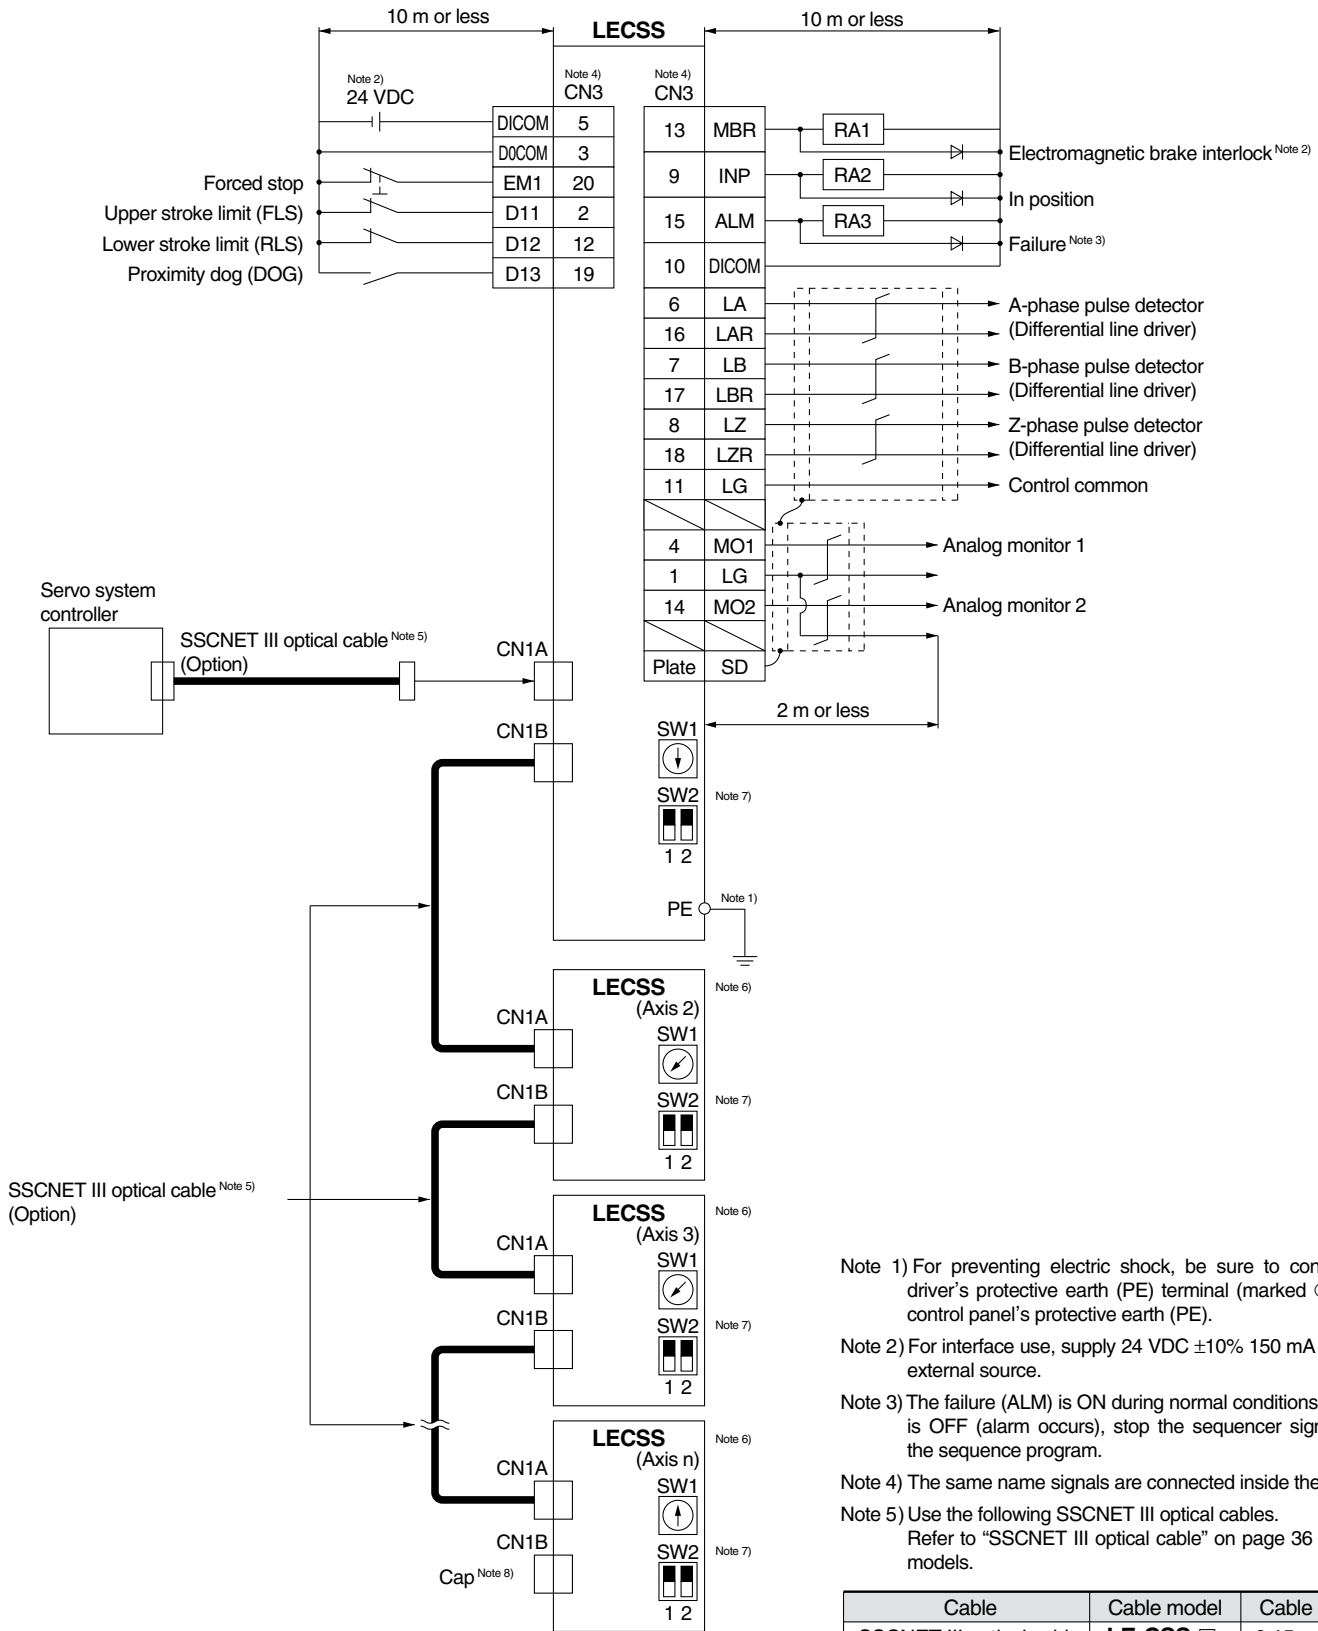 10 m or less
LECSS
10 m or less
Note 2)
24 VDC
Note 4)
CN3
Note 4)
CN3
DICOM 5
D0COM 3
Forced stop EM1 20
Upper stroke limit (FLS) D11 2
Lower stroke limit (RLS) D12 12
Proximity dog (DOG) D13 19
13 MBR RA1
Electromagnetic brake interlock Note 2)
9 INP RA2
In position
15 ALM RA3
Failure Note 3)
10 DICOM
6 LA A-phase pulse detector
16 LAR (Differential line driver)
7 LB B-phase pulse detector
17 LBR (Differential line driver)
8 LZ Z-phase pulse detector
18 LZR (Differential line driver)
11 LG Control common
4 MO1 Analog monitor 1
1 LG
14 MO2 Analog monitor 2
Plate SD
2 m or less
Servo system
controller
SSCNET III optical cable Note 5)
(Option)
CN1A
CN1B
SW1
SW2 Note 7)
1 2
PE Note 1)
LECSS Note 6)
(Axis 2)
CN1A
SW1
CN1B
SW2 Note 7)
1 2
SSCNET III optical cable Note 5)
(Option)
LECSS Note 6)
(Axis 3)
CN1A
SW1
CN1B
SW2 Note 7)
1 2
LECSS Note 6)
(Axis n)
CN1A
SW1
CN1B
Cap Note 8)
SW2 Note 7)
1 2
Note 1) For preventing electric shock, be sure to
driver's protective earth (PE) terminal (marked
control panel's protective earth (PE).
Note 2) For interface use, supply 24 VDC ±10% 150 mA
external source.
Note 3) The failure (ALM) is ON during normal conditions
is OFF (alarm occurs), stop the sequencer
the sequence program.
Note 4) The same name signals are connected inside the
Note 5) Use the following SSCNET III optical cables.
Refer to "SSCNET III optical cable" on page 36
models.
Cable Cable model Cable